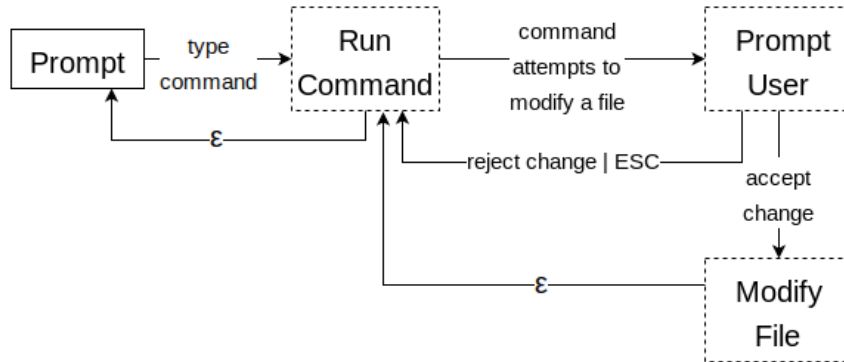 Prompt
type
command
Run
Command
command
attempts to
modify a file
Prompt
User
ε
reject change | ESC
accept
change
ε
Modify
File